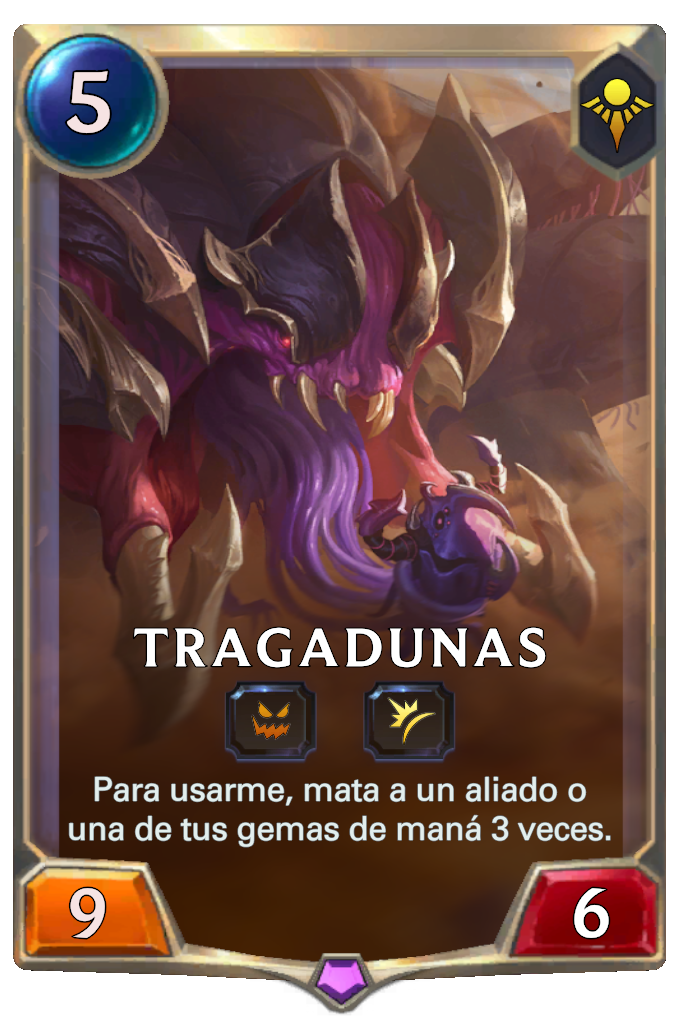 5
TRAGADUNAS
Para usarme, mata a un aliado o
una de tus gemas de maná 3 veces.
9
6